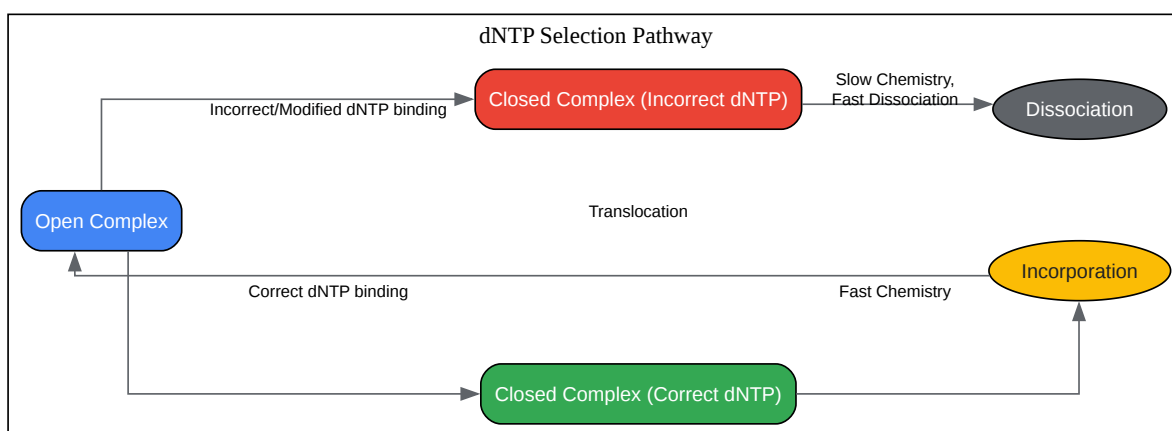 dNTP Selection Pathway
Closed Complex (Incorrect dNTP)
Slow Chemistry,
Fast Dissociation
Dissociation
Incorrect/Modified dNTP binding
Open Complex
Translocation
Incorporation
Correct dNTP binding
Fast Chemistry
Closed Complex (Correct dNTP)